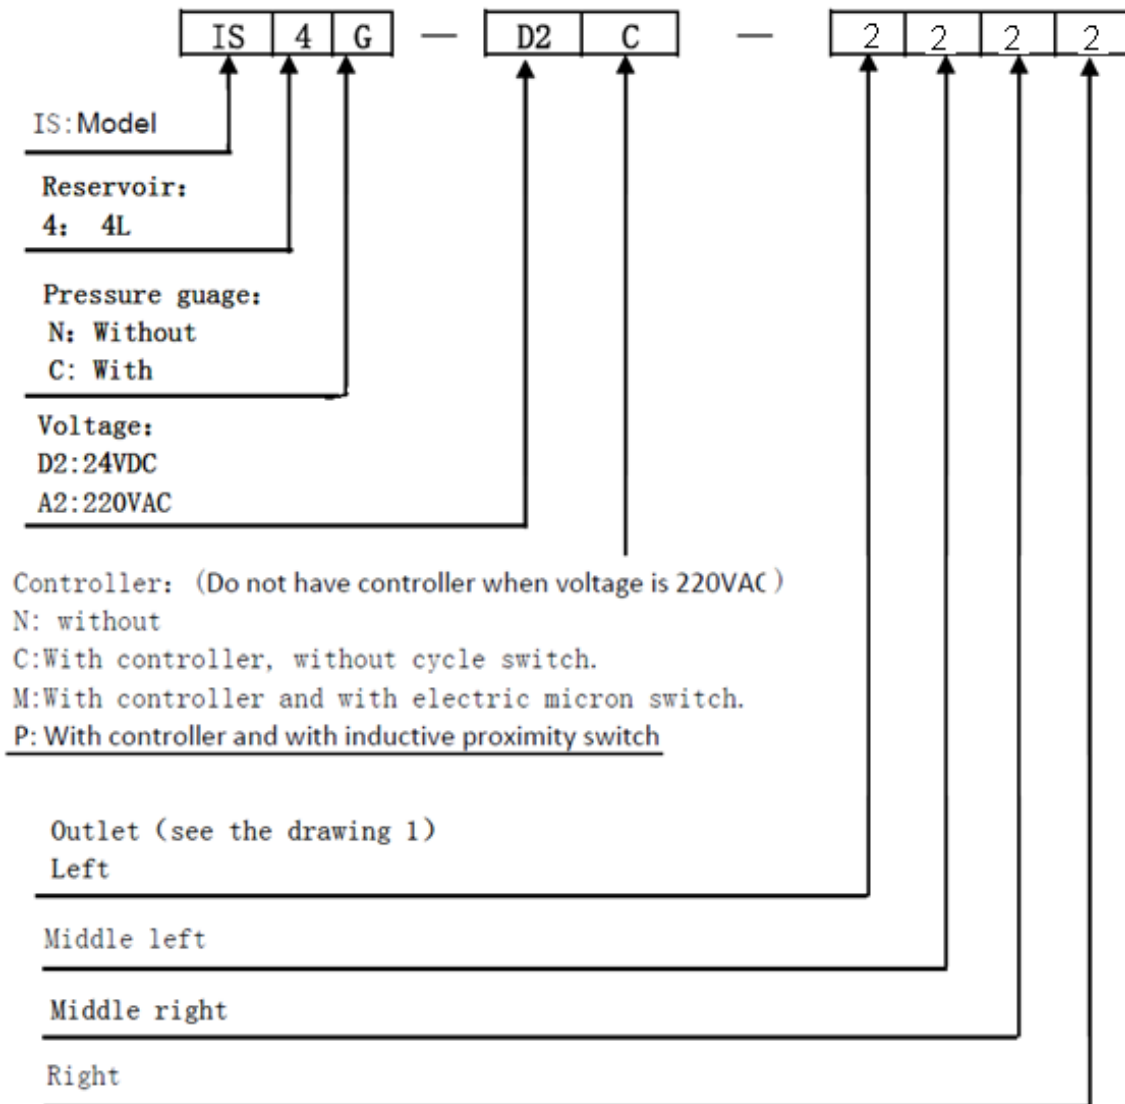 IS 4 G — D2 C — 2 2 2 2
IS:Model
Reservoir:
4: 4L
Pressure guage:
N: Without
C: With
Voltage:
D2:24VDC
A2:220VAC
Controller: (Do not have controller when voltage is 220VAC)
N: without
C:With controller, without cycle switch.
M:With controller and with electric micron switch.
P: With controller and with inductive proximity switch
Outlet (see the drawing 1)
Left
Middle left
Middle right
Right